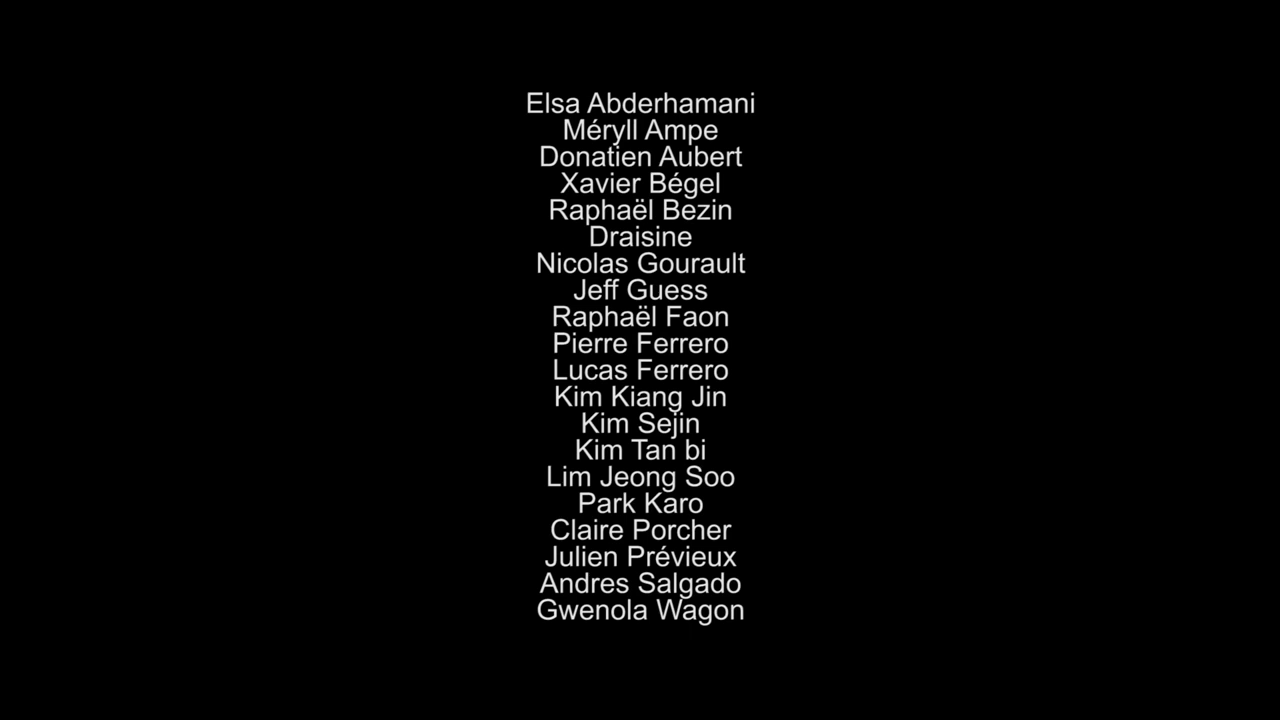 Elsa Abderhamani
Méryll Ampe
Donatien Aubert
Xavier Bégel
Raphaël Bezin
Draisine
Nicolas Gourault
Jeff Guess
Raphaël Faon
Pierre Ferrero
Lucas Ferrero
Kim Kiang Jin
Kim Sejin
Kim Tan bi
Lim Jeong Soo
Park Karo
Claire Porcher
Julien Prévieux
Andres Salgado
Gwenola Wagon